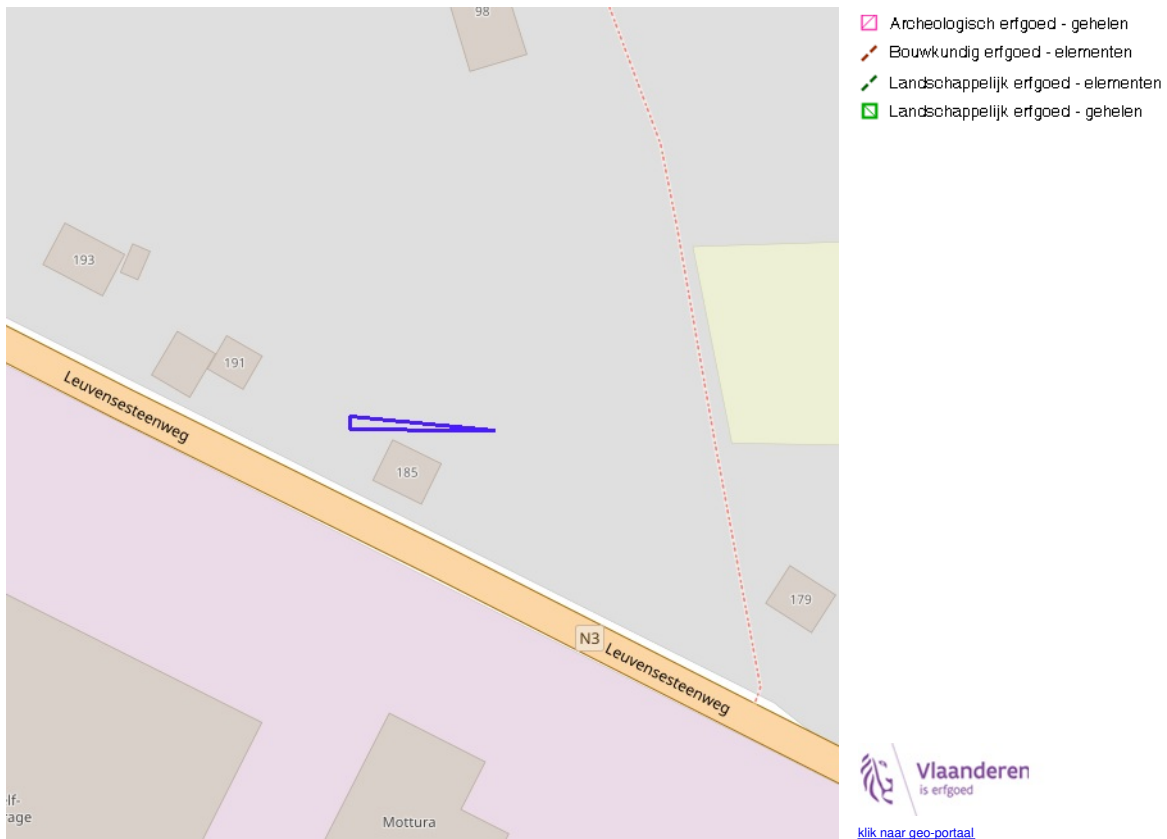 98
193
191
Leuvensesteenweg
185
179
N3
Leuvensesteenweg
Mottura
Archeologisch erfgoed - gehelen
Bouwkundig erfgoed - elementen
Landschappelijk erfgoed - elementen
Landschappelijk erfgoed - gehelen
Vlaanderen
is erfgoed
klik naar geo-portaal